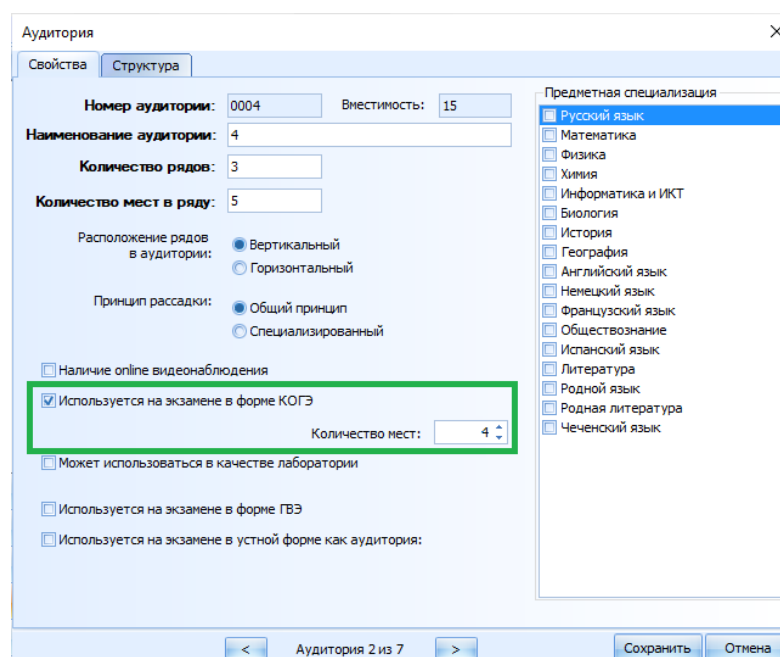 Аудитория
Свойства
Структура
Номер аудитории: 0004 Вместимость: 15
Наименование аудитории: 4
Количество рядов: 3
Количество мест в ряду: 5
Расположение рядов
в аудитории:
Вертикальный
Горизонтальный
Принцип рассадки:
Общий принцип
Специализированный
Наличие online видеонаблюдения
Используется на экзамене в форме КОГЭ
Количество мест: 4
Может использоваться в качестве лаборатории
Используется на экзамене в форме ГВЭ
Используется на экзамене в устной форме как аудитория:
Предметная специализация
Русский язык
Математика
Физика
Химия
Информатика и ИКТ
Биология
История
География
Английский язык
Немецкий язык
Французский язык
Обществознание
Испанский язык
Литература
Родной язык
Родная литература
Чеченский язык
< Аудитория 2 из 7 >
Сохранить
Отмена